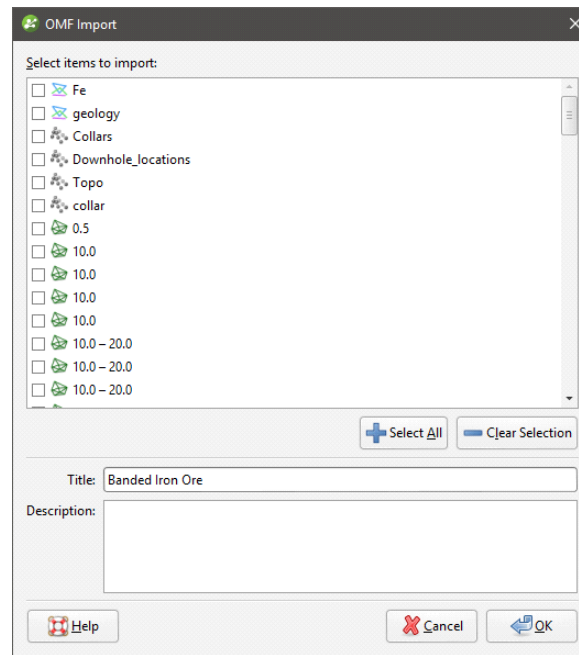 OMF Import
Select items to import:
Fe
geology
Collars
Downhole_locations
Topo
collar
0.5
10.0
10.0
10.0
10.0
10.0 – 20.0
10.0 – 20.0
10.0 – 20.0
Select All
Clear Selection
Title: Banded Iron Ore
Description:
Help
Cancel
OK